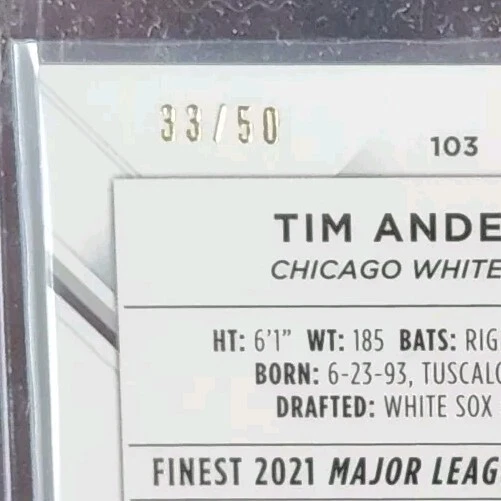 33/50
103
TIM ANDE
CHICAGO WHITE
HT: 6'1" WT: 185 BATS: RIG
BORN: 6-23-93, TUSCALO
DRAFTED: WHITE SOX
FINEST 2021 MAJOR LEAG